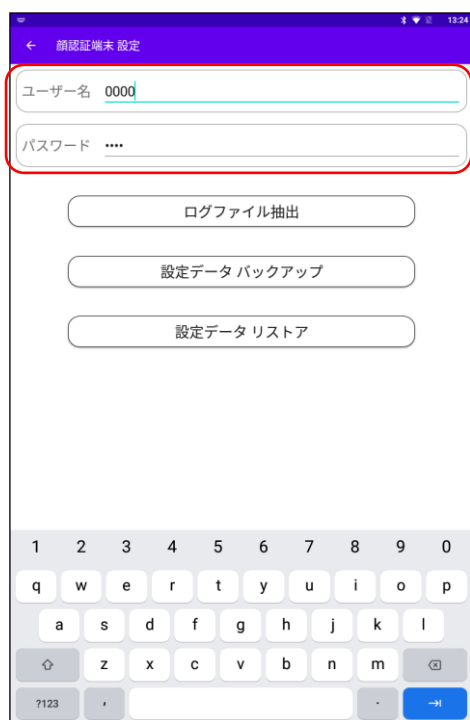 13:24
← 顔認証端末 設定
ユーザー名 0000
パスワード ••••
ログファイル抽出
設定データ バックアップ
設定データ リストア
1 2 3 4 5 6 7 8 9 0
q w e r t y u i o p
a s d f g h j k l
z x c v b n m
?123 , .